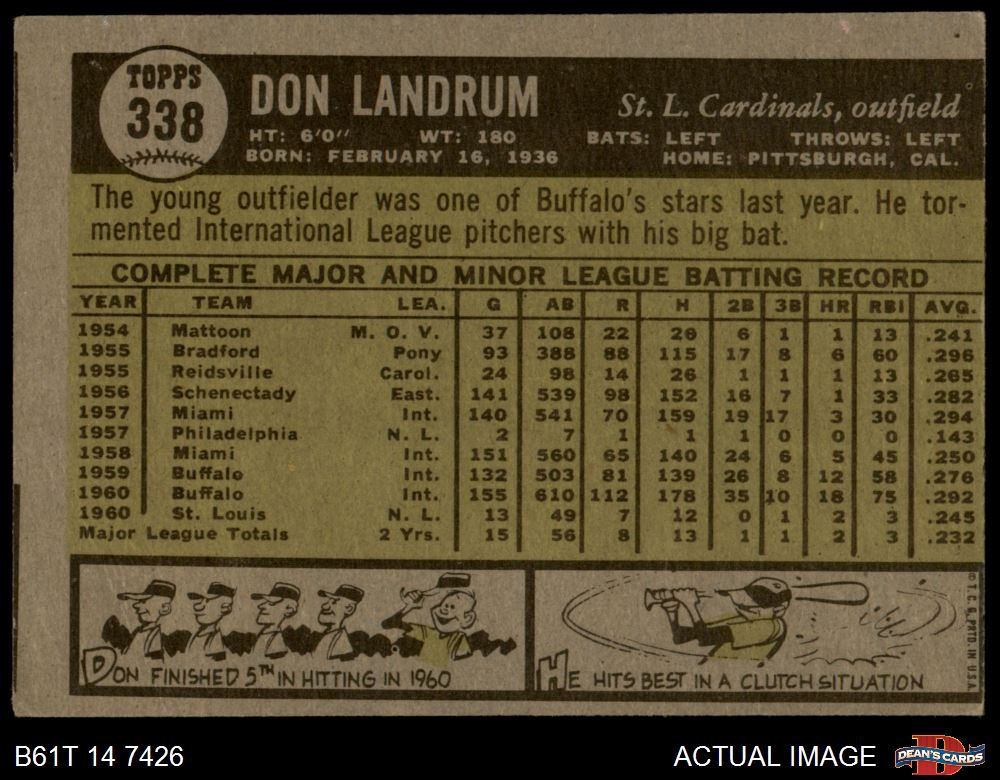 TOPPS
338
DON LANDRUM
St. L. Cardinals, outfield
HT: 6'0" WT: 180 BATS: LEFT THROWS: LEFT
BORN: FEBRUARY 16, 1936 HOME: PITTSBURGH, CAL.
The young outfielder was one of Buffalo's stars last year. He tor-
mented International League pitchers with his big bat.
COMPLETE MAJOR AND MINOR LEAGUE BATTING RECORD
YEAR TEAM LEA. G AB R H 2B 3B HR RBI AVG.
1954 Mattoon M. O. V. 37 108 22 26 6 1 1 13 .241
1955 Bradford Pony 93 388 88 115 17 8 6 60 .296
1955 Reidsville Carol. 24 98 14 26 1 1 1 13 .265
1956 Schenectady East. 141 539 98 152 16 7 1 33 .282
1957 Miami Int. 140 541 70 159 19 17 3 30 .294
1957 Philadelphia N. L. 2 7 1 1 1 0 0 0 .143
1958 Miami Int. 151 560 65 140 24 6 5 45 .250
1959 Buffalo Int. 132 503 81 139 26 8 12 58 .276
1960 Buffalo Int. 155 610 112 178 35 10 18 75 .292
1960 St. Louis N. L. 13 49 7 12 0 1 2 3 .245
Major League Totals 2 Yrs. 15 56 8 13 1 1 2 3 .232
DON FINISHED 5TH IN HITTING IN 1960
HE HITS BEST IN A CLUTCH SITUATION
© T. C. G. PRTD. IN U.S.A.
B61T 14 7426
ACTUAL IMAGE
DEAN'S CARDS